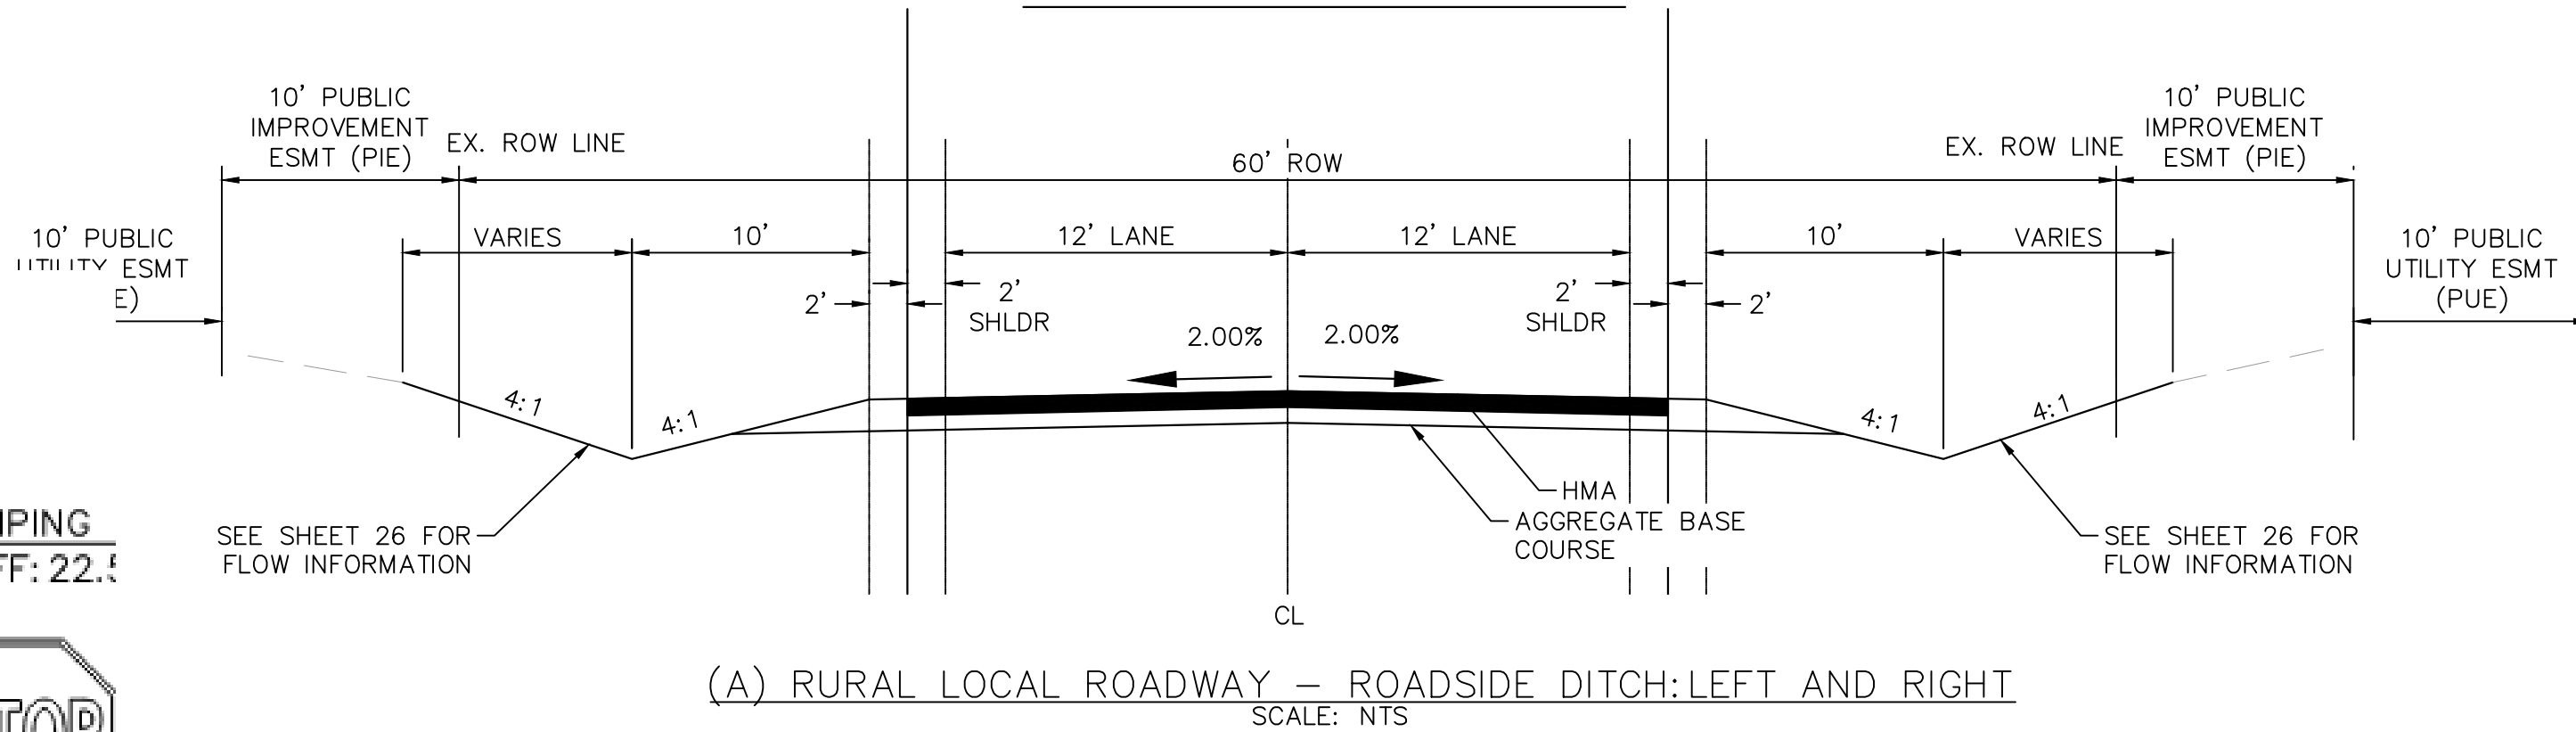 10' PUBLIC
IMPROVEMENT
ESMT (PIE)
EX. ROW LINE
60' ROW
EX. ROW LINE
10' PUBLIC
IMPROVEMENT
ESMT (PIE)
10' PUBLIC
UTILITY ESMT
E)
VARIES
10'
12' LANE
12' LANE
10'
VARIES
10' PUBLIC
UTILITY ESMT
(PUE)
2'
2'
SHLDR
2'
SHLDR
2'
2.00%
2.00%
4:1
4:1
4:1
4:1
HMA
AGGREGATE BASE
COURSE
SEE SHEET 26 FOR
FLOW INFORMATION
SEE SHEET 26 FOR
FLOW INFORMATION
CL
(A) RURAL LOCAL ROADWAY – ROADSIDE DITCH: LEFT AND RIGHT
SCALE: NTS